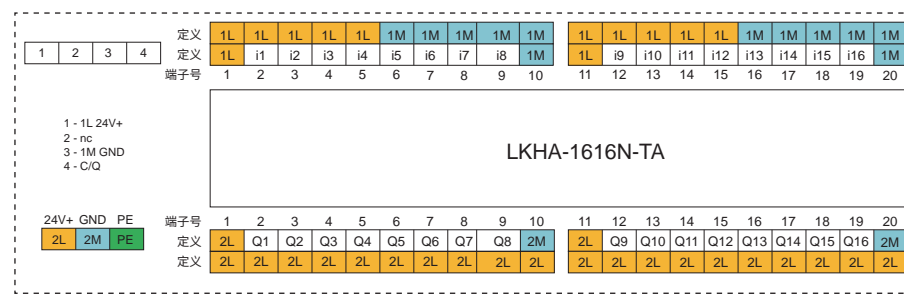 定义 1L 1L 1L 1L 1L 1M 1M 1M 1M 1M 1L 1L 1L 1L 1L 1M 1M 1M 1M 1M
1 2 3 4 定义 1L i1 i2 i3 i4 i5 i6 i7 i8 1M 1L i9 i10 i11 i12 i13 i14 i15 i16 1M
端子号 1 2 3 4 5 6 7 8 9 10 11 12 13 14 15 16 17 18 19 20
1 - 1L 24V+
2 - nc
3 - 1M GND
4 - C/Q
LKHA-1616N-TA
24V+ GND PE 端子号 1 2 3 4 5 6 7 8 9 10 11 12 13 14 15 16 17 18 19 20
2L 2M PE 定义 2L Q1 Q2 Q3 Q4 Q5 Q6 Q7 Q8 2M 2L Q9 Q10 Q11 Q12 Q13 Q14 Q15 Q16 2M
定义 2L 2L 2L 2L 2L 2L 2L 2L 2L 2L 2L 2L 2L 2L 2L 2L 2L 2L 2L 2L